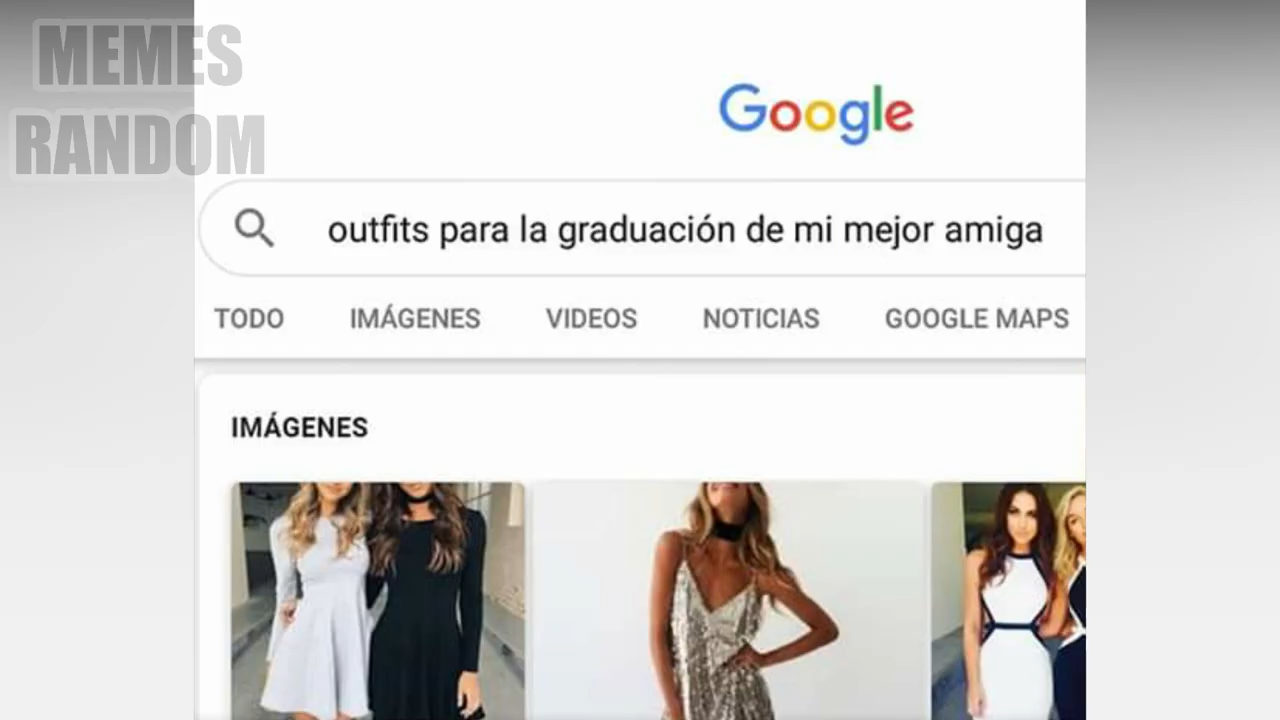 MEMES
RANDOM
Google
outfits para la graduación de mi mejor amiga
TODO IMÁGENES VIDEOS NOTICIAS GOOGLE MAPS
IMÁGENES